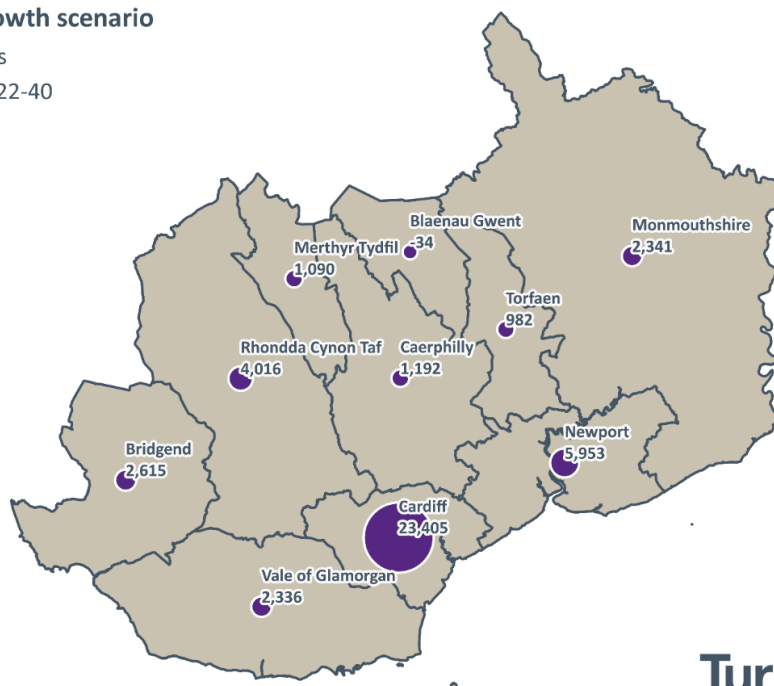 owth scenario
s
22-40
Blaenau Gwent
-34
Monmouthshire
2,341
Merthyr Tydfil
1,090
Torfaen
982
Rhondda Cynon Taf
4,016
Caerphilly
1,192
Newport
5,953
Bridgend
2,615
Cardiff
23,405
Vale of Glamorgan
2,336
Tur